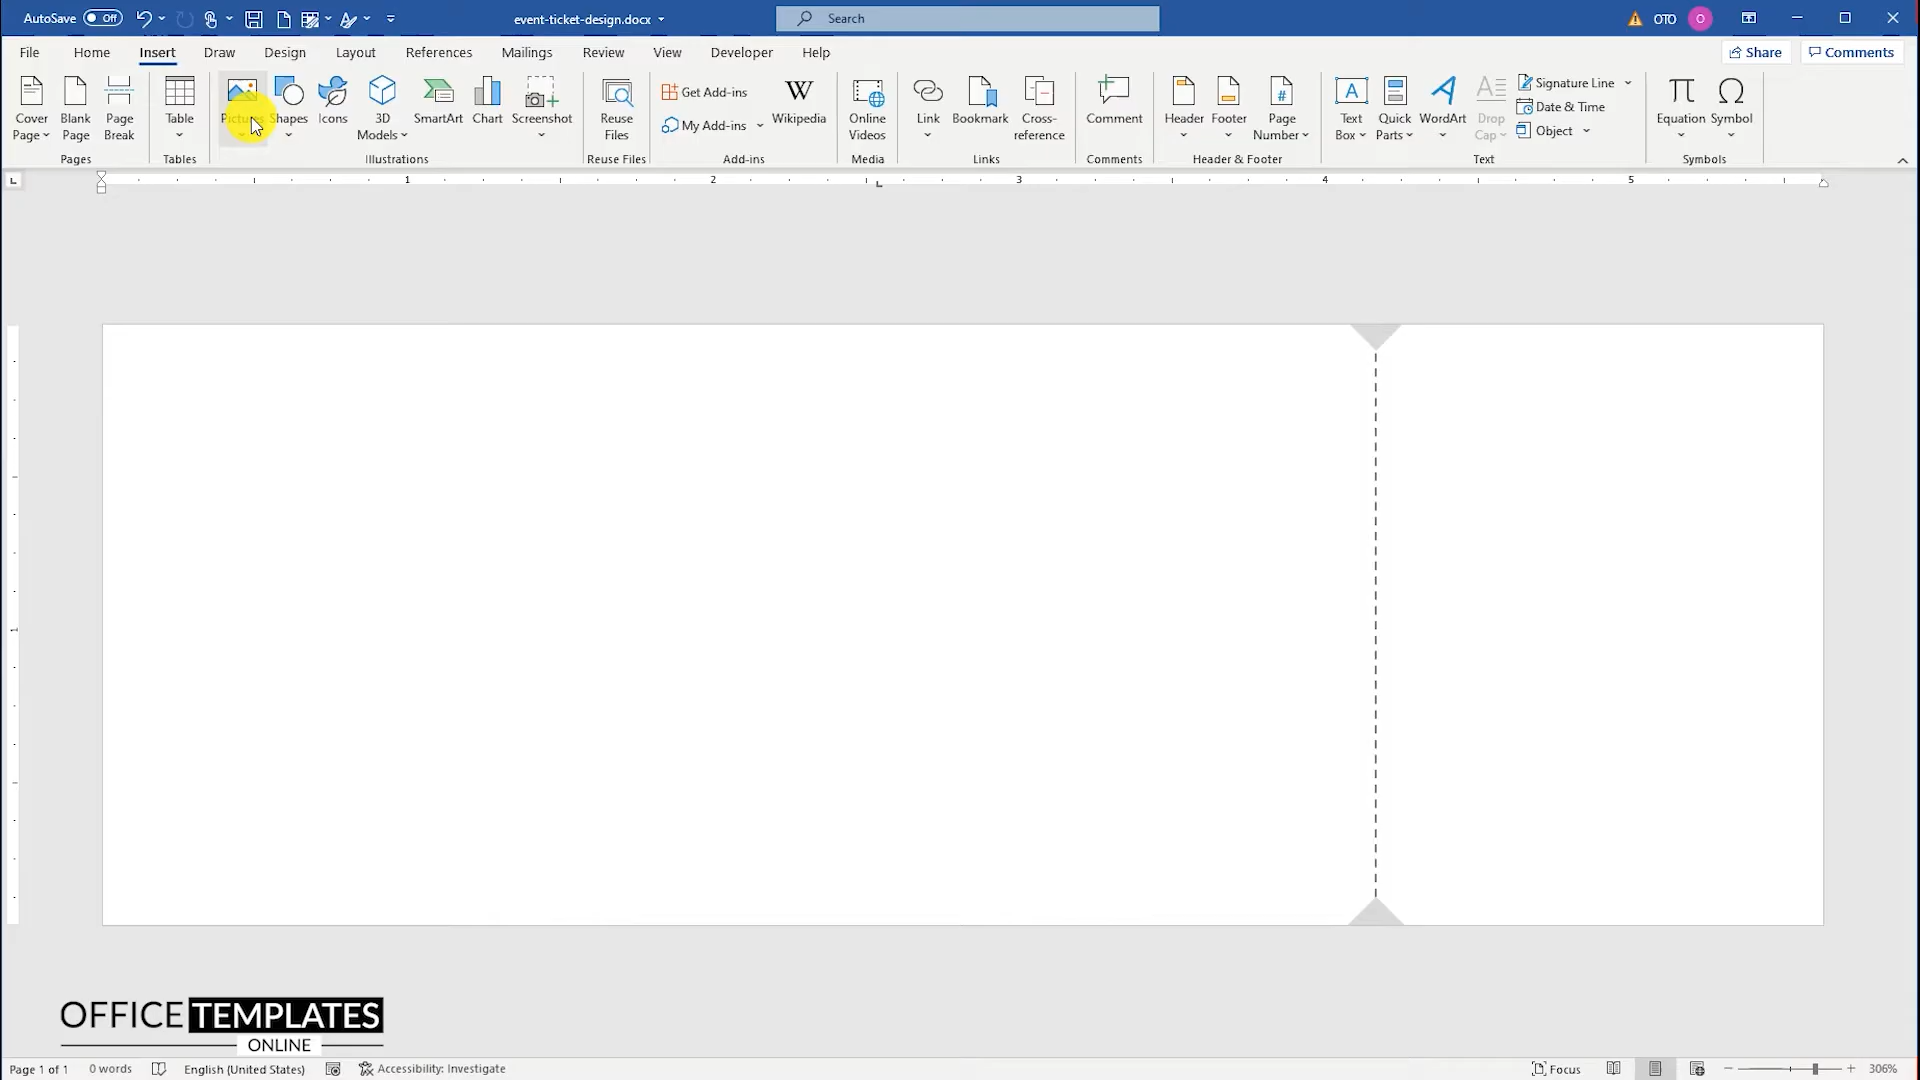 AutoSave Off event-ticket-design.docx Search OTO O
File Home Insert Draw Design Layout References Mailings Review View Developer Help Share Comments
Cover Page
Blank Page
Page Break
Pages
Table
Tables
Pictures
Shapes
Icons
3D Models
SmartArt
Chart
Screenshot
Illustrations
Reuse Files
Reuse Files
Get Add-ins
My Add-ins
W
Wikipedia
Add-ins
Online Videos
Media
Link
Bookmark
Cross-reference
Links
Comment
Comments
Header
Footer
#
Page Number
Header & Footer
A
Text Box
Quick Parts
A
WordArt
A
Drop Cap
Signature Line
Date & Time
Object
Text
π
Equation
Ω
Symbol
Symbols
L
1 2 3 4 5
1
OFFICE TEMPLATES
ONLINE
Page 1 of 1 0 words English (United States) Accessibility: Investigate Focus 306%